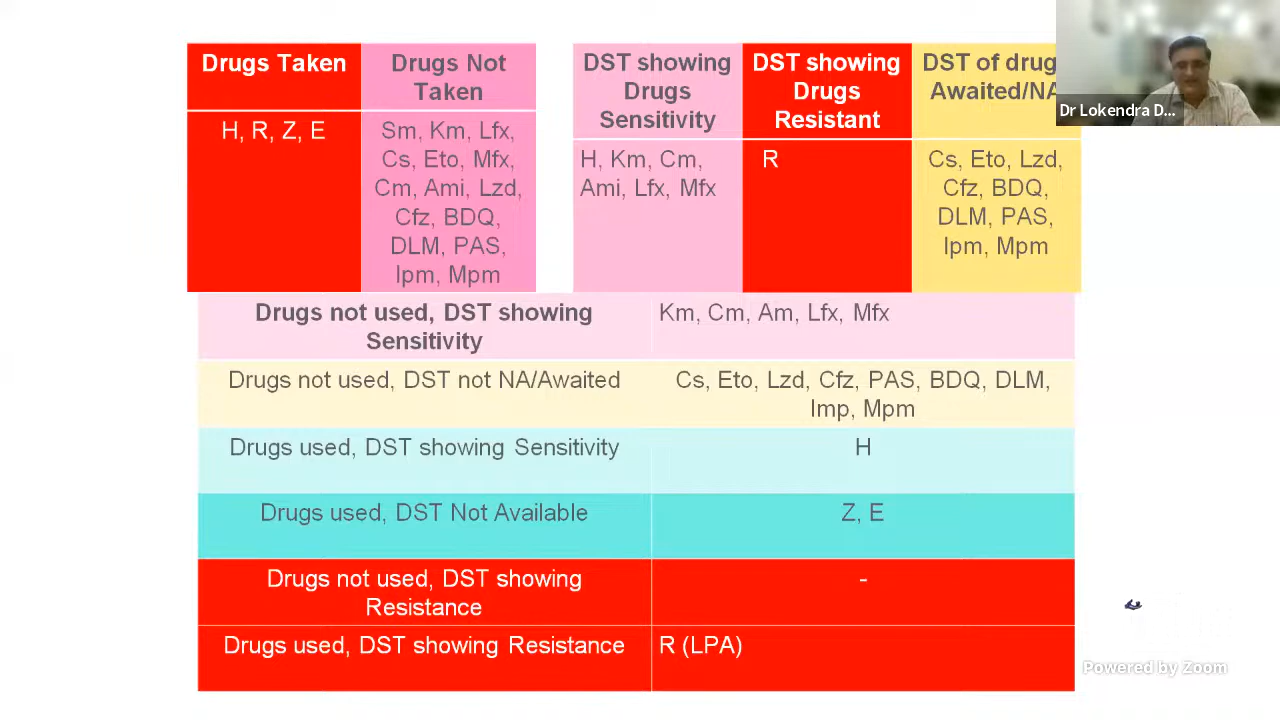 Drugs Taken
Drugs Not
Taken
H, R, Z, E
Sm, Km, Lfx,
Cs, Eto, Mfx,
Cm, Ami, Lzd,
Cfz, BDQ,
DLM, PAS,
Ipm, Mpm
DST showing
Drugs
Sensitivity
DST showing
Drugs
Resistant
DST of drug
Awaited/NA
H, Km, Cm,
Ami, Lfx, Mfx
R
Cs, Eto, Lzd,
Cfz, BDQ,
DLM, PAS,
Ipm, Mpm
Dr Lokendra D...
Drugs not used, DST showing
Sensitivity
Km, Cm, Am, Lfx, Mfx
Drugs not used, DST not NA/Awaited
Cs, Eto, Lzd, Cfz, PAS, BDQ, DLM,
Imp, Mpm
Drugs used, DST showing Sensitivity
H
Drugs used, DST Not Available
Z, E
Drugs not used, DST showing
Resistance
-
Drugs used, DST showing Resistance
R (LPA)
Powered by Zoom